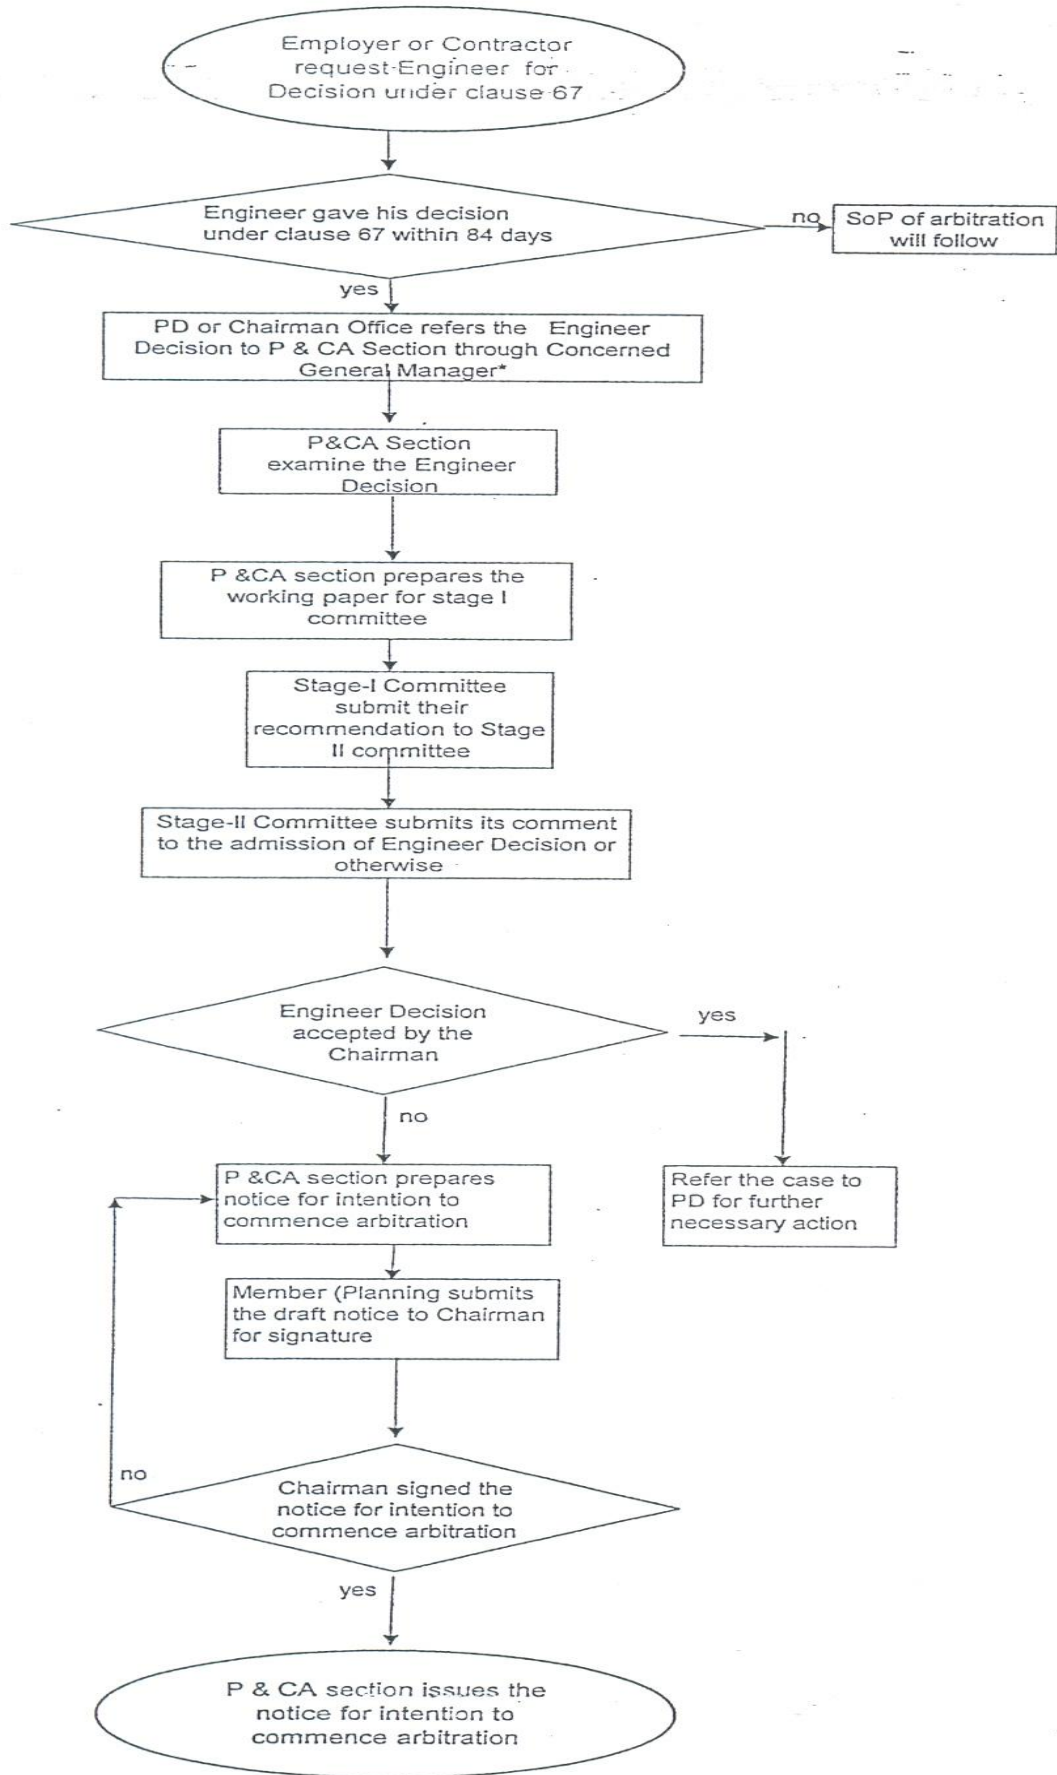 Employer or Contractor
request Engineer for
Decision under clause 67
Engineer gave his decision
under clause 67 within 84 days
no
SoP of arbitration
will follow
yes
PD or Chairman Office refers the Engineer
Decision to P & CA Section through Concerned
General Manager*
P&CA Section
examine the Engineer
Decision
P &CA section prepares the
working paper for stage I
committee
Stage-I Committee
submit their
recommendation to Stage
II committee
Stage-II Committee submits its comment
to the admission of Engineer Decision or
otherwise
Engineer Decision
accepted by the
Chairman
yes
no
P &CA section prepares
notice for intention to
commence arbitration
Refer the case to
PD for further
necessary action
Member (Planning submits
the draft notice to Chairman
for signature
no
Chairman signed the
notice for intention to
commence arbitration
yes
P & CA section issues the
notice for intention to
commence arbitration